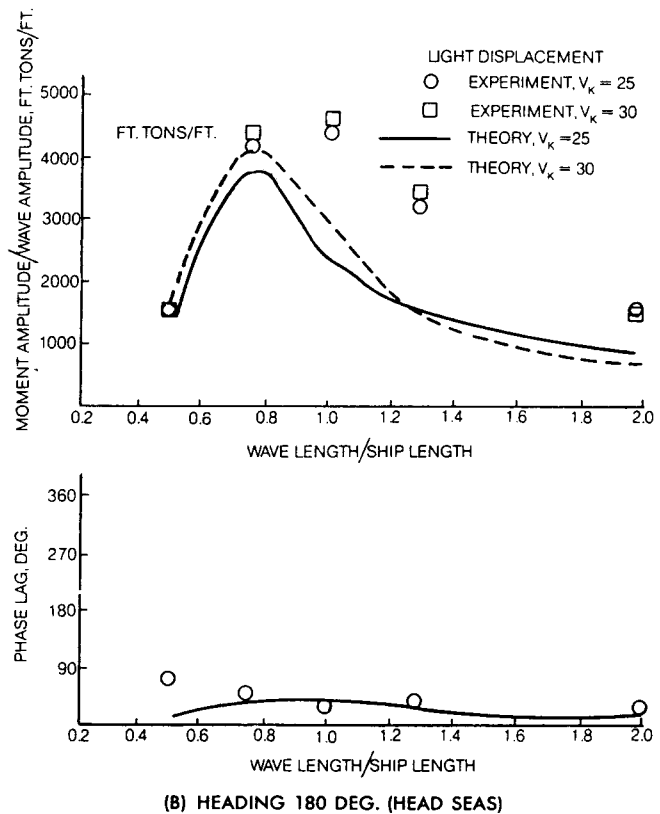 MOMENT AMPLITUDE/WAVE AMPLITUDE, FT. TONS/FT.
LIGHT DISPLACEMENT
EXPERIMENT, V_K = 25
EXPERIMENT, V_K = 30
THEORY, V_K = 25
THEORY, V_K = 30
FT. TONS/FT.
5000
4000
3000
2000
1000
0.2 0.4 0.6 0.8 1.0 1.2 1.4 1.6 1.8 2.0
WAVE LENGTH/SHIP LENGTH
PHASE LAG, DEG.
360
270
180
90
0.2 0.4 0.6 0.8 1.0 1.2 1.4 1.6 1.8 2.0
WAVE LENGTH/SHIP LENGTH
(B) HEADING 180 DEG. (HEAD SEAS)